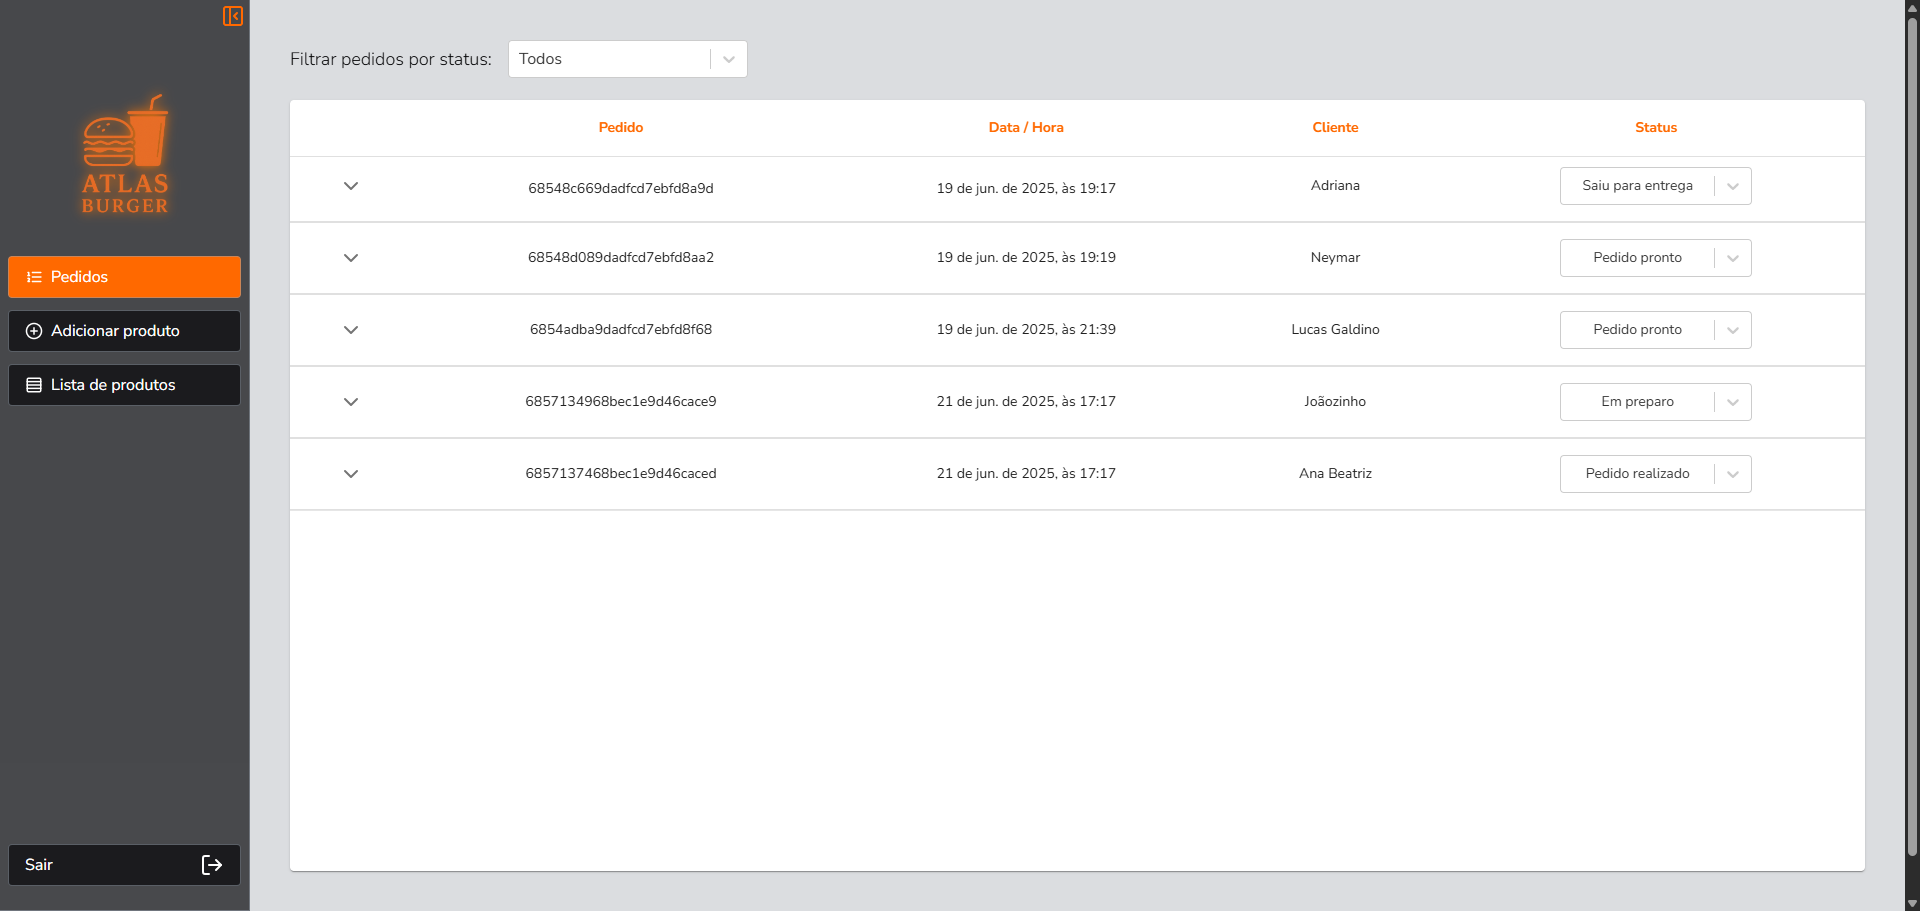 Filtrar pedidos por status: Todos
ATLAS
BURGER
Pedidos
Adicionar produto
Lista de produtos
Sair
Pedido Data / Hora Cliente Status
68548c669dadfcd7ebfd8a9d 19 de jun. de 2025, às 19:17 Adriana Saiu para entrega
68548d089dadfcd7ebfd8aa2 19 de jun. de 2025, às 19:19 Neymar Pedido pronto
6854adba9dadfcd7ebfd8f68 19 de jun. de 2025, às 21:39 Lucas Galdino Pedido pronto
6857134968bec1e9d46cace9 21 de jun. de 2025, às 17:17 Joãozinho Em preparo
6857137468bec1e9d46caced 21 de jun. de 2025, às 17:17 Ana Beatriz Pedido realizado